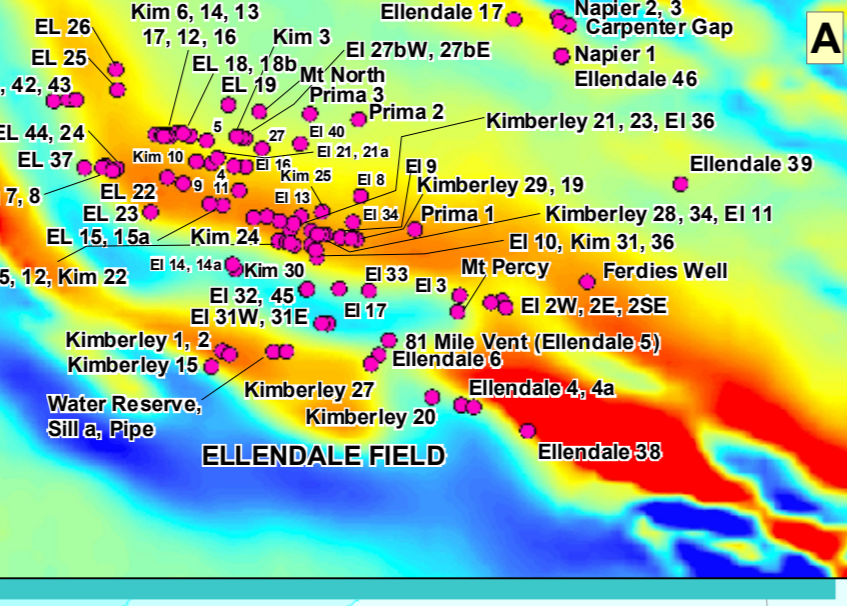 Kim 6, 14, 13
17, 12, 16
Ellendale 17
Napier 2, 3
Carpenter Gap
A
EL 26
Kim 3
El 27bW, 27bE
Napier 1
EL 25
EL 18, 18b
Mt North
Ellendale 46
, 42, 43
EL 19
Prima 3
Prima 2
Kimberley 21, 23, El 36
EL 44, 24
5
27
El 40
El 21, 21a
EL 37
Kim 10
4
El 16
Kim 25
El 9
Ellendale 39
7, 8
EL 22
9
11
El 8
Kimberley 29, 19
El 13
EL 23
El 34
Prima 1
Kimberley 28, 34, El 11
EL 15, 15a
Kim 24
El 10, Kim 31, 36
5, 12, Kim 22
El 14, 14a
Kim 30
El 33
El 3
Mt Percy
Ferdies Well
El 32, 45
El 17
El 2W, 2E, 2SE
El 31W, 31E
Kimberley 1, 2
81 Mile Vent (Ellendale 5)
Kimberley 15
Ellendale 6
Kimberley 27
Ellendale 4, 4a
Water Reserve,
Sill a, Pipe
Kimberley 20
ELLENDALE FIELD
Ellendale 38